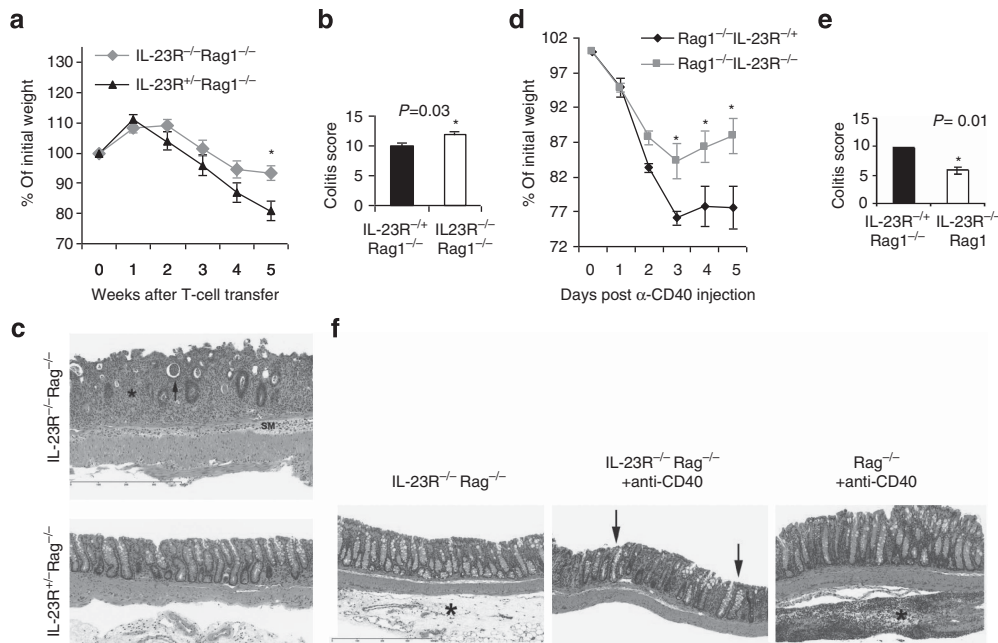 a
IL-23R–/–Rag1–/–
IL-23R+/–Rag1–/–
% Of initial weight
130
120
110
100
90
80
70
*
0 1 2 3 4 5
Weeks after T-cell transfer
b
P=0.03
*
Colitis score
15
10
5
0
IL-23R–/+ IL23R–/–
Rag1–/– Rag1–/–
d
Rag1–/–IL-23R–/+
Rag1–/–IL-23R–/–
% Of initial weight
102
97
92
87
82
77
72
* * *
0 1 2 3 4 5
Days post α-CD40 injection
e
P= 0.01
*
Colitis score
15
10
5
0
IL-23R–/+ IL-23R–/–
Rag1–/– Rag1
c
IL-23R–/–Rag–/–
*
SM
IL-23R+/–Rag–/–
f
IL-23R–/– Rag–/–
*
IL-23R–/– Rag–/–
+anti-CD40
Rag–/–
+anti-CD40
*